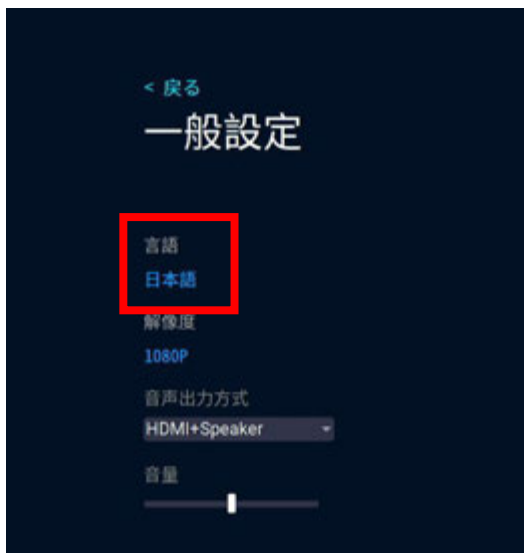 < 戻る
一般設定
言語
日本語
解像度
1080P
音声出力方式
HDMI+Speaker
音量